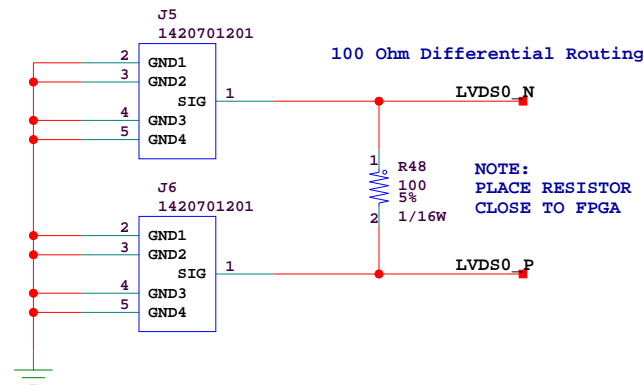 J5
1420701201
100 Ohm Differential Routing
2 GND1
3 GND2
SIG 1
LVDS0_N
4 GND3
5 GND4
1
R48
100
5%
1/16W
2
NOTE:
PLACE RESISTOR
CLOSE TO FPGA
J6
1420701201
2 GND1
3 GND2
SIG 1
LVDS0_P
4 GND3
5 GND4